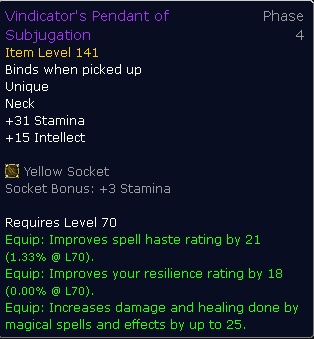 Vindicator's Pendant of Phase
Subjugation 4
Item Level 141
Binds when picked up
Unique
Neck
+31 Stamina
+15 Intellect
Yellow Socket
Socket Bonus: +3 Stamina
Requires Level 70
Equip: Improves spell haste rating by 21
(1.33% @ L70).
Equip: Improves your resilience rating by 18
(0.00% @ L70).
Equip: Increases damage and healing done by
magical spells and effects by up to 25.